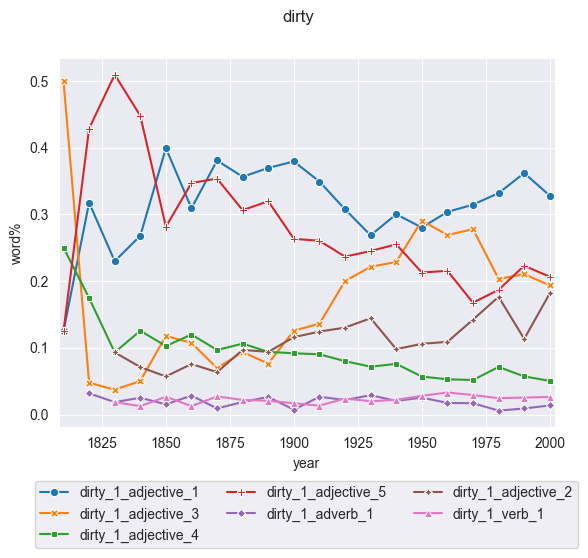 dirty
0.5
0.4
0.3
0.2
0.1
0.0
word%
1825 1850 1875 1900 1925 1950 1975 2000
year
dirty_1_adjective_1 dirty_1_adjective_5 dirty_1_adjective_2
dirty_1_adjective_3 dirty_1_adverb_1 dirty_1_verb_1
dirty_1_adjective_4